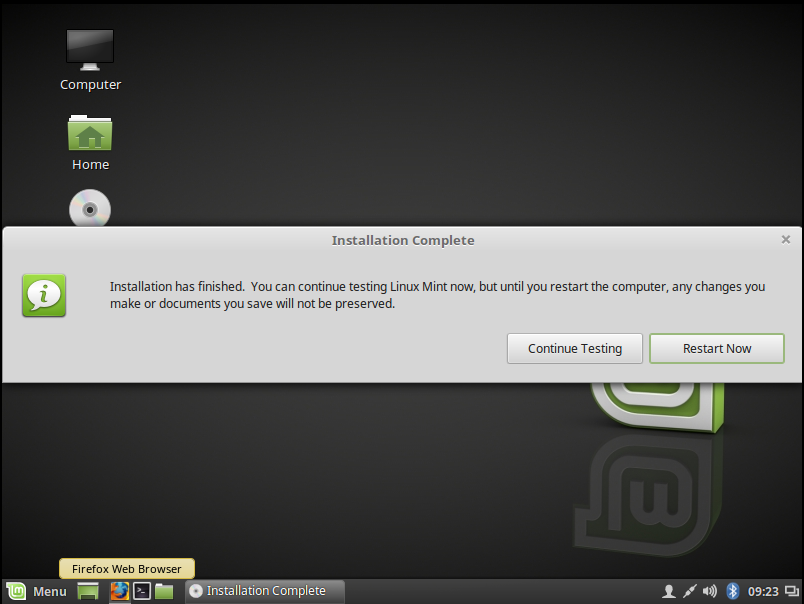 Computer
Home
Installation Complete
Installation has finished.  You can continue testing Linux Mint now, but until you restart the computer, any changes you
make or documents you save will not be preserved.
Continue Testing
Restart Now
Firefox Web Browser
Menu
Installation Complete
09:23